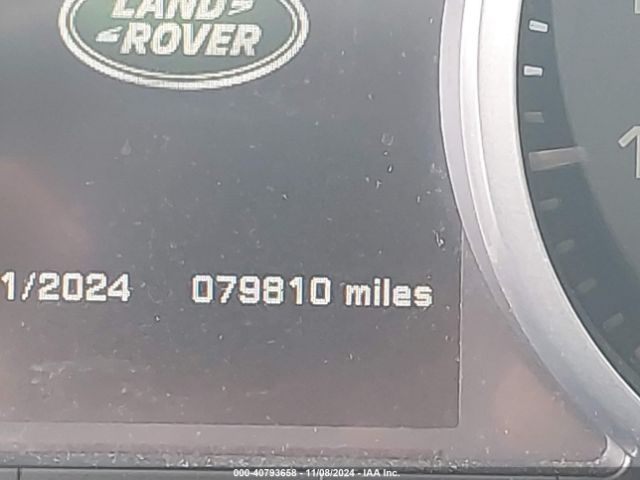 LAND
ROVER
1/2024 079810 miles
000-40793658 - 11/08/2024 - IAA Inc.